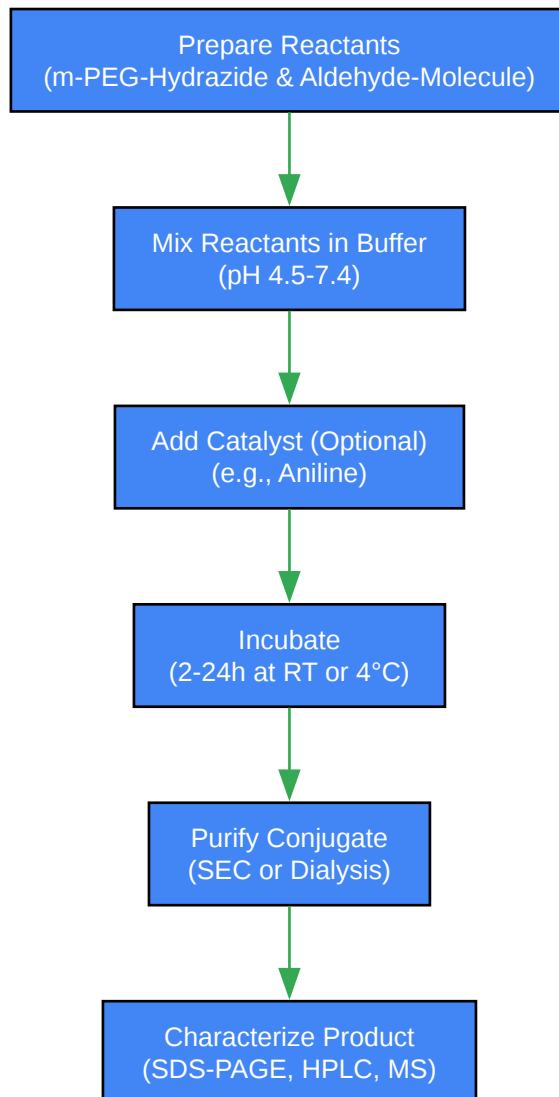 Prepare Reactants
(m-PEG-Hydrazide & Aldehyde-Molecule)
Mix Reactants in Buffer
(pH 4.5-7.4)
Add Catalyst (Optional)
(e.g., Aniline)
Incubate
(2-24h at RT or 4°C)
Purify Conjugate
(SEC or Dialysis)
Characterize Product
(SDS-PAGE, HPLC, MS)